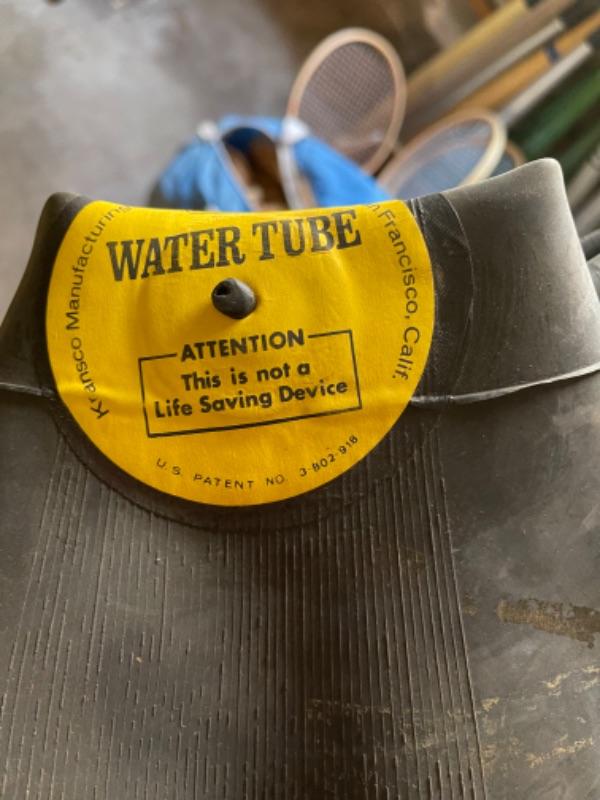 Kransco Manufacturing
San Francisco, Calif.
WATER TUBE
ATTENTION
This is not a
Life Saving Device
U.S. PATENT NO. 3-802-918